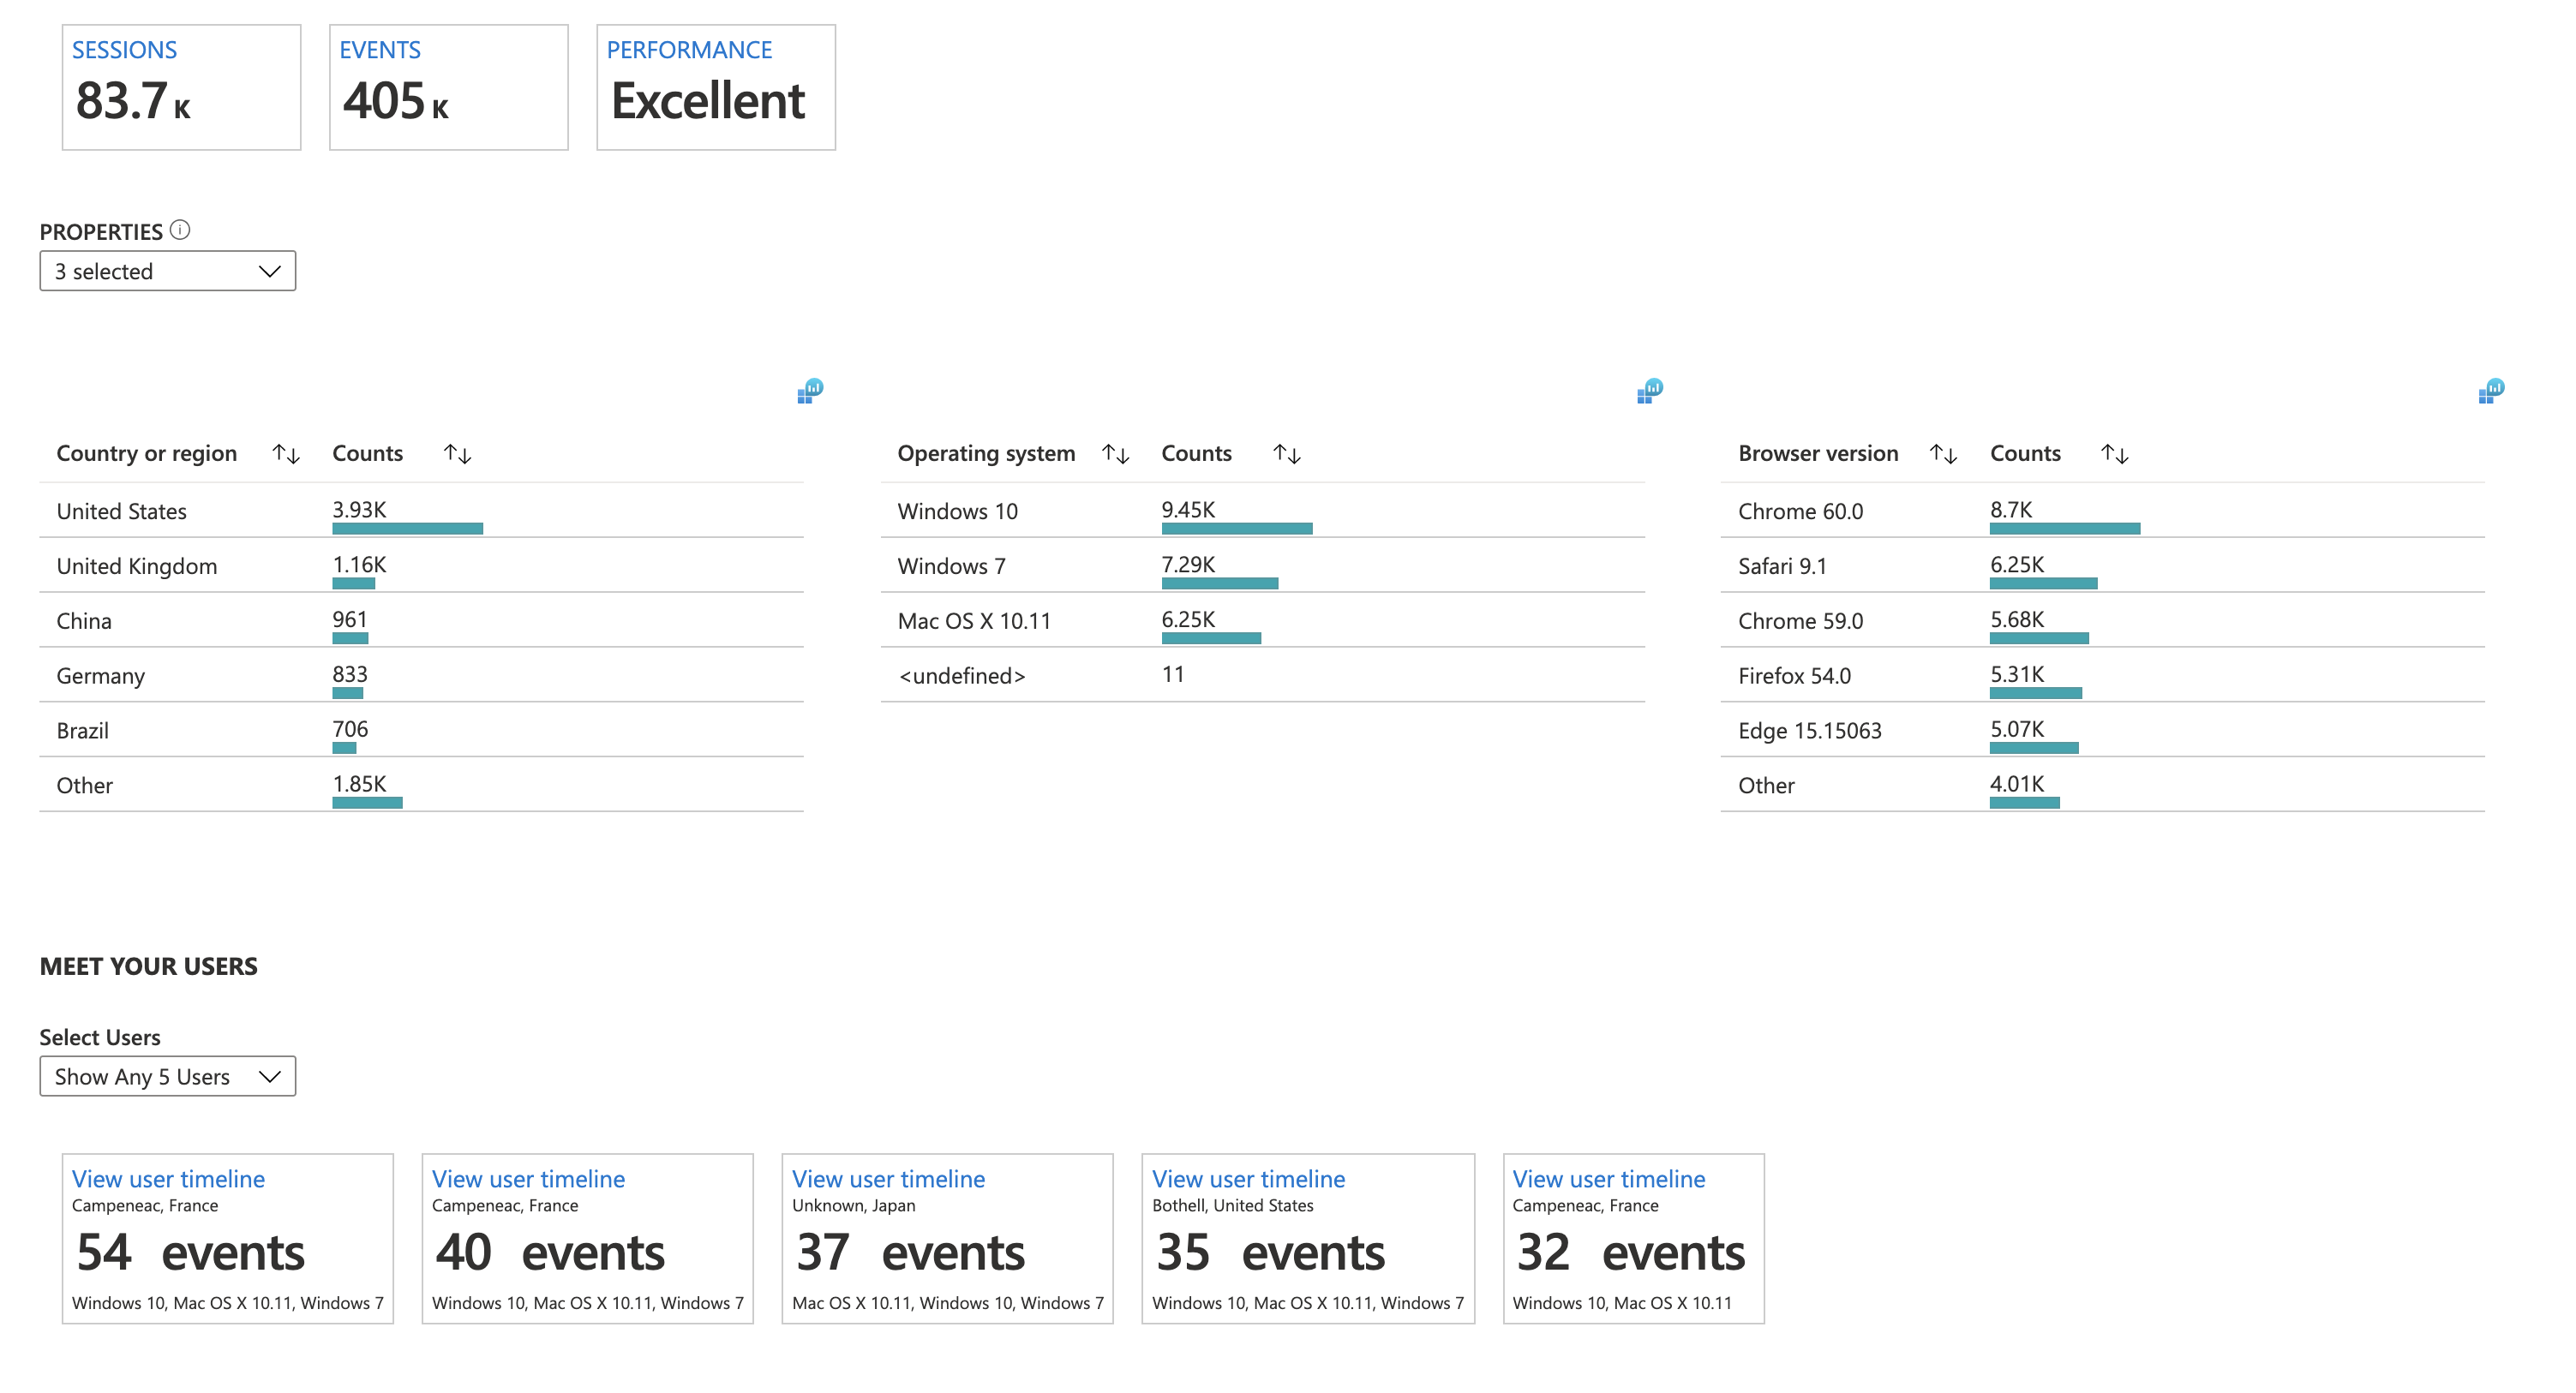 SESSIONS
83.7 K
EVENTS
405 K
PERFORMANCE
Excellent
PROPERTIES
3 selected
Country or region Counts
United States 3.93K
United Kingdom 1.16K
China 961
Germany 833
Brazil 706
Other 1.85K
Operating system Counts
Windows 10 9.45K
Windows 7 7.29K
Mac OS X 10.11 6.25K
<undefined> 11
Browser version Counts
Chrome 60.0 8.7K
Safari 9.1 6.25K
Chrome 59.0 5.68K
Firefox 54.0 5.31K
Edge 15.15063 5.07K
Other 4.01K
MEET YOUR USERS
Select Users
Show Any 5 Users
View user timeline
Campeneac, France
54 events
Windows 10, Mac OS X 10.11, Windows 7
View user timeline
Campeneac, France
40 events
Windows 10, Mac OS X 10.11, Windows 7
View user timeline
Unknown, Japan
37 events
Mac OS X 10.11, Windows 10, Windows 7
View user timeline
Bothell, United States
35 events
Windows 10, Mac OS X 10.11, Windows 7
View user timeline
Campeneac, France
32 events
Windows 10, Mac OS X 10.11